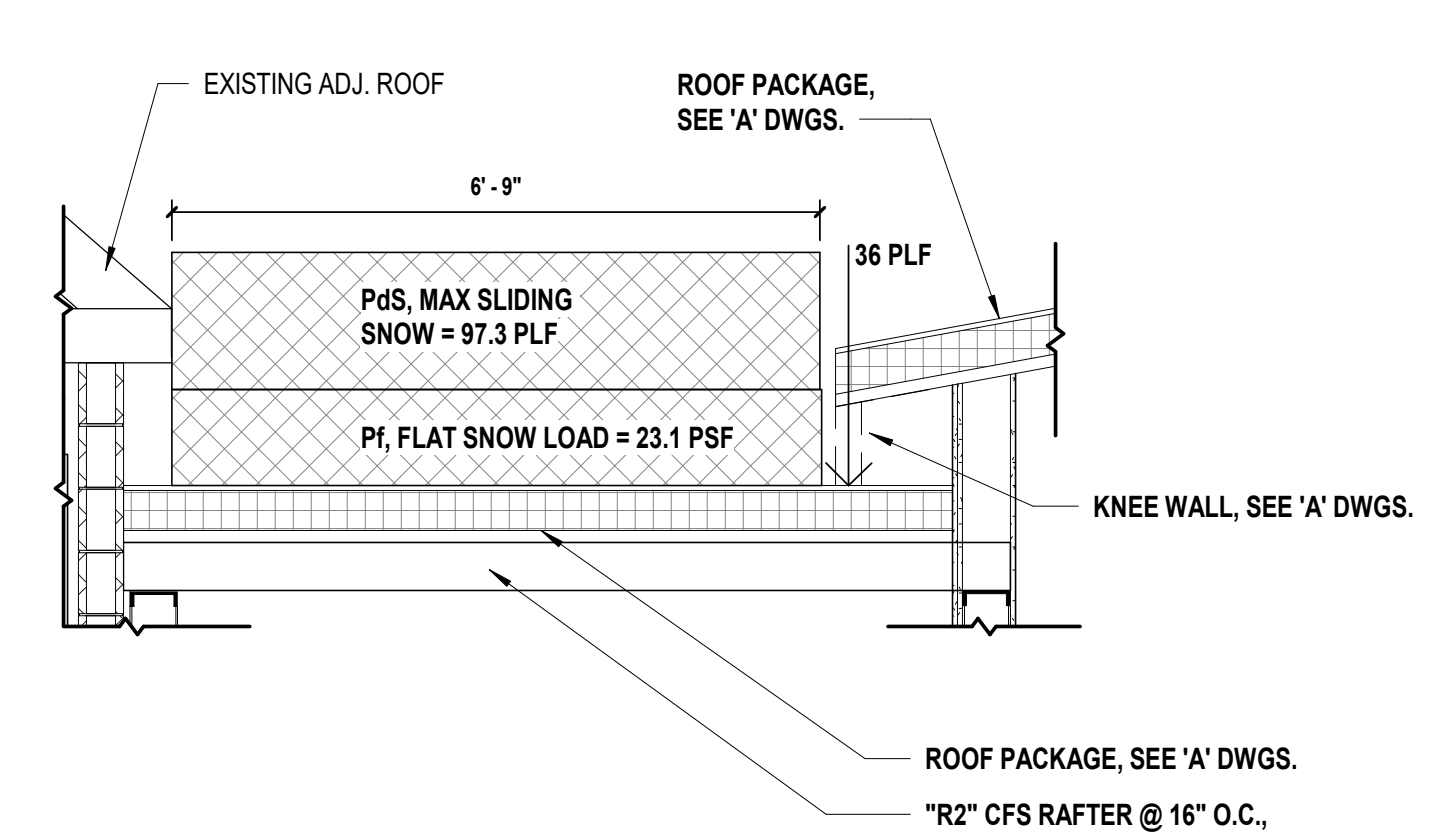 EXISTING ADJ. ROOF
ROOF PACKAGE,
SEE 'A' DWGS.
6' - 9"
36 PLF
PdS, MAX SLIDING
SNOW = 97.3 PLF
Pf, FLAT SNOW LOAD = 23.1 PSF
KNEE WALL, SEE 'A' DWGS.
ROOF PACKAGE, SEE 'A' DWGS.
"R2" CFS RAFTER @ 16" O.C.,